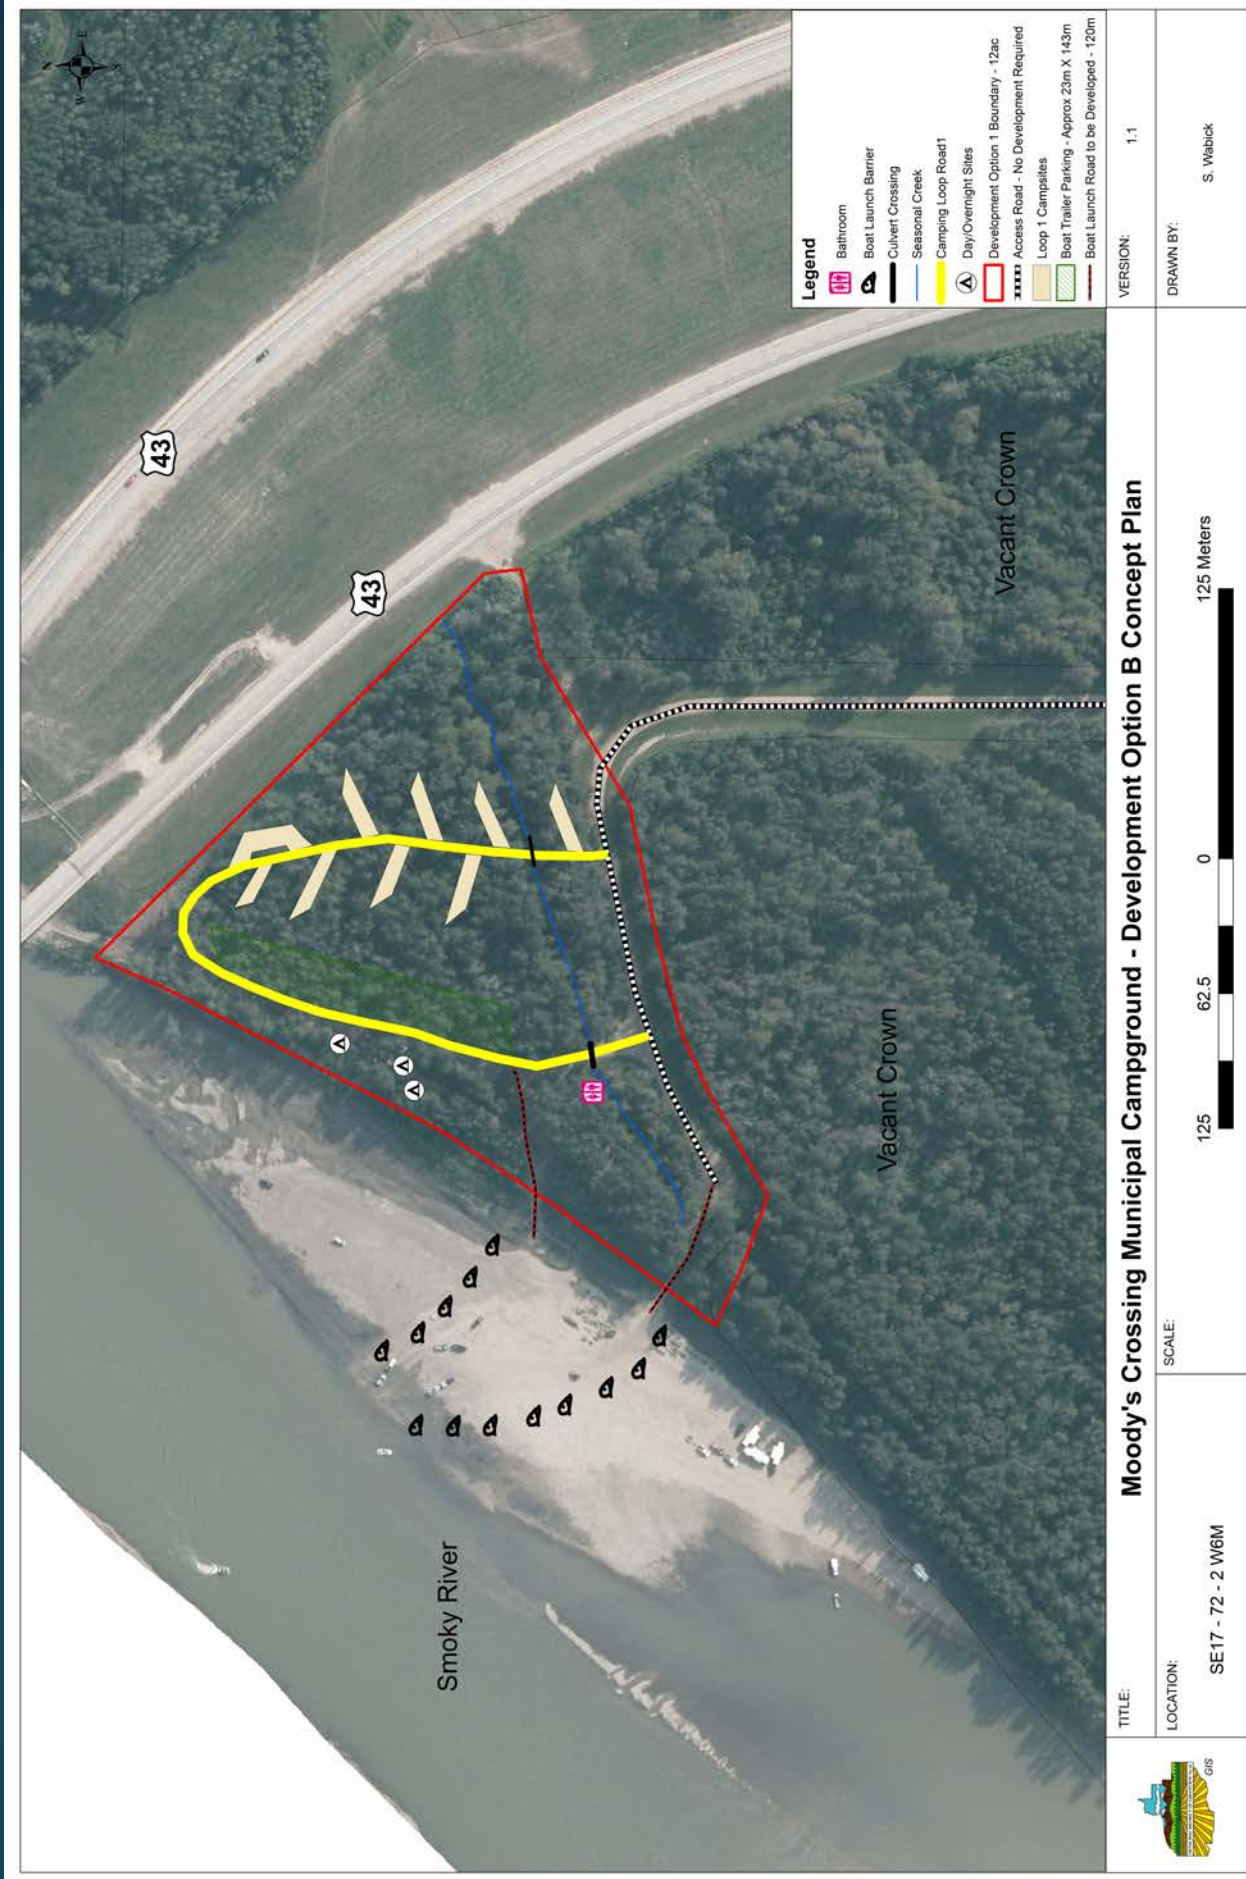 N
E
S
W
43
43
Smoky River
Vacant Crown
Vacant Crown
Legend
Bathroom
Boat Launch Barrier
Culvert Crossing
Seasonal Creek
Camping Loop Road1
Day/Overnight Sites
Development Option 1 Boundary - 12ac
Access Road - No Development Required
Loop 1 Campsites
Boat Trailer Parking - Approx 23m X 143m
Boat Launch Road to be Developed - 120m
GIS
TITLE:
Moody's Crossing Municipal Campground - Development Option B Concept Plan
VERSION:
1.1
LOCATION:
SE17 - 72 - 2 W6M
SCALE:
125 62.5 0 125 Meters
DRAWN BY:
S. Wabick